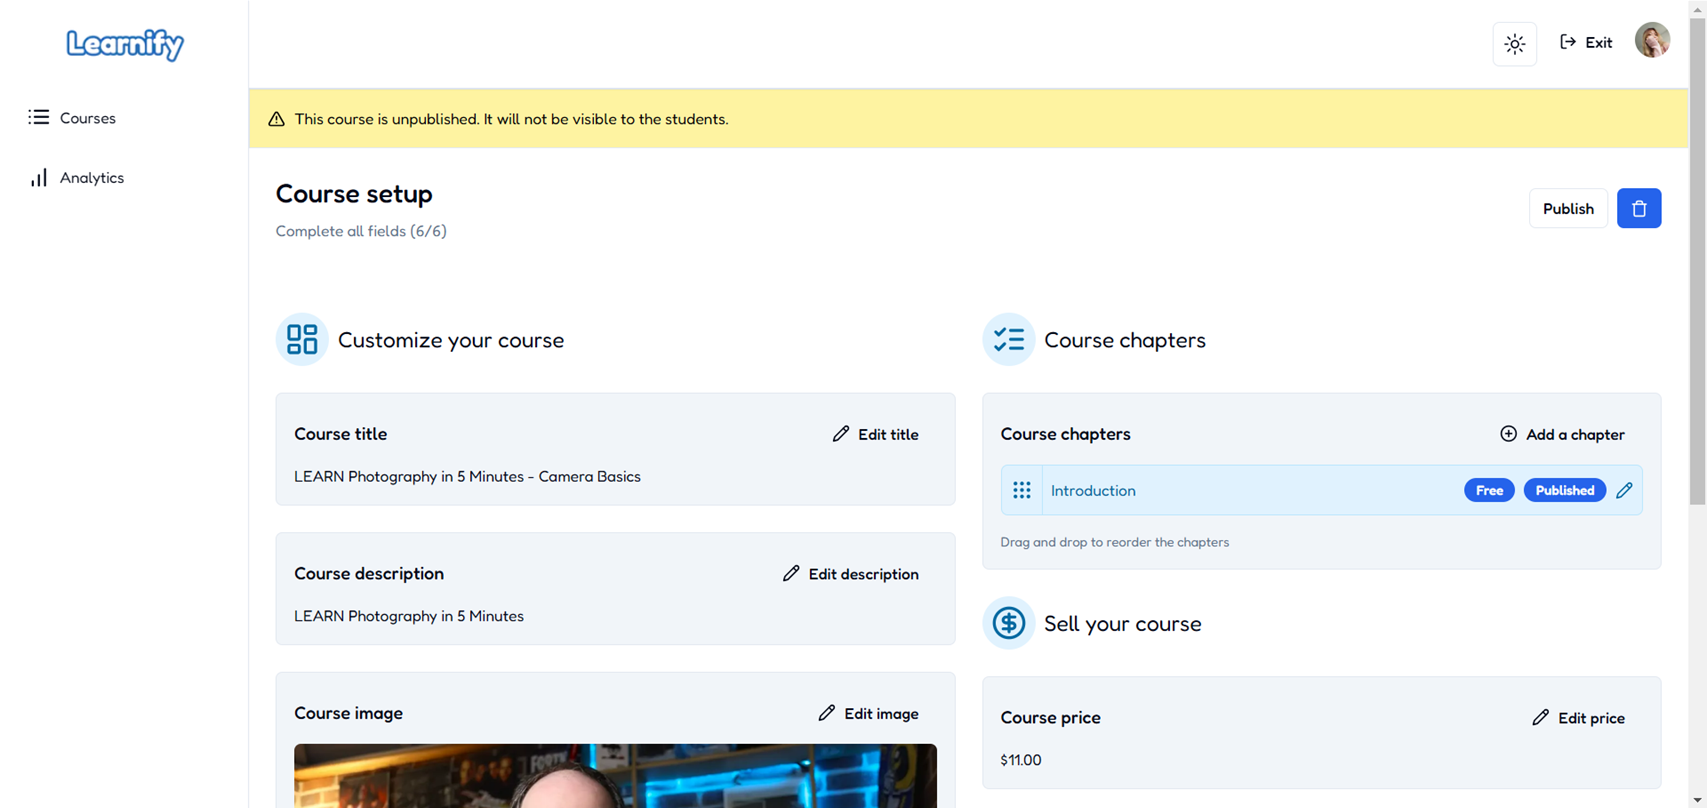 Learnify
Exit
Courses
Analytics
This course is unpublished. It will not be visible to the students.
Course setup
Complete all fields (6/6)
Publish
Customize your course
Course title
Edit title
LEARN Photography in 5 Minutes - Camera Basics
Course description
Edit description
LEARN Photography in 5 Minutes
Course image
Edit image
Course chapters
Course chapters
Add a chapter
Introduction
Free
Published
Drag and drop to reorder the chapters
Sell your course
Course price
Edit price
$11.00